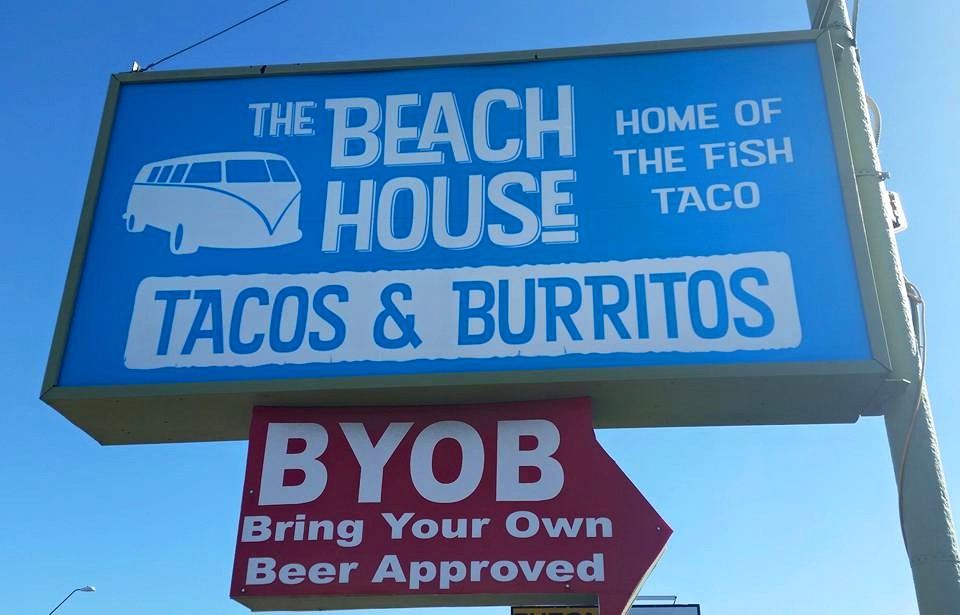 THE BEACH
HOUSE
HOME OF
THE FiSH
TACO
TACOS & BURRITOS
BYOB
Bring Your Own
Beer Approved